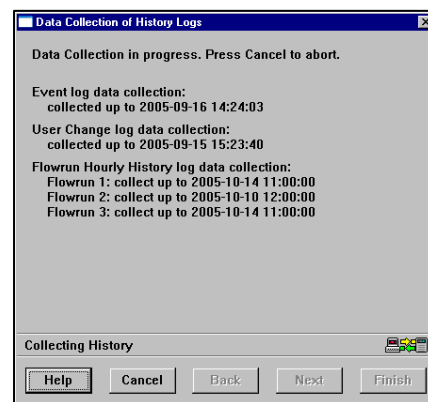 Data Collection of History Logs
Data Collection in progress. Press Cancel to abort.
Event log data collection:
collected up to 2005-09-16 14:24:03
User Change log data collection:
collected up to 2005-09-15 15:23:40
Flowrun Hourly History log data collection:
Flowrun 1: collect up to 2005-10-14 11:00:00
Flowrun 2: collect up to 2005-10-10 12:00:00
Flowrun 3: collect up to 2005-10-14 11:00:00
Collecting History
Help Cancel Back Next Finish